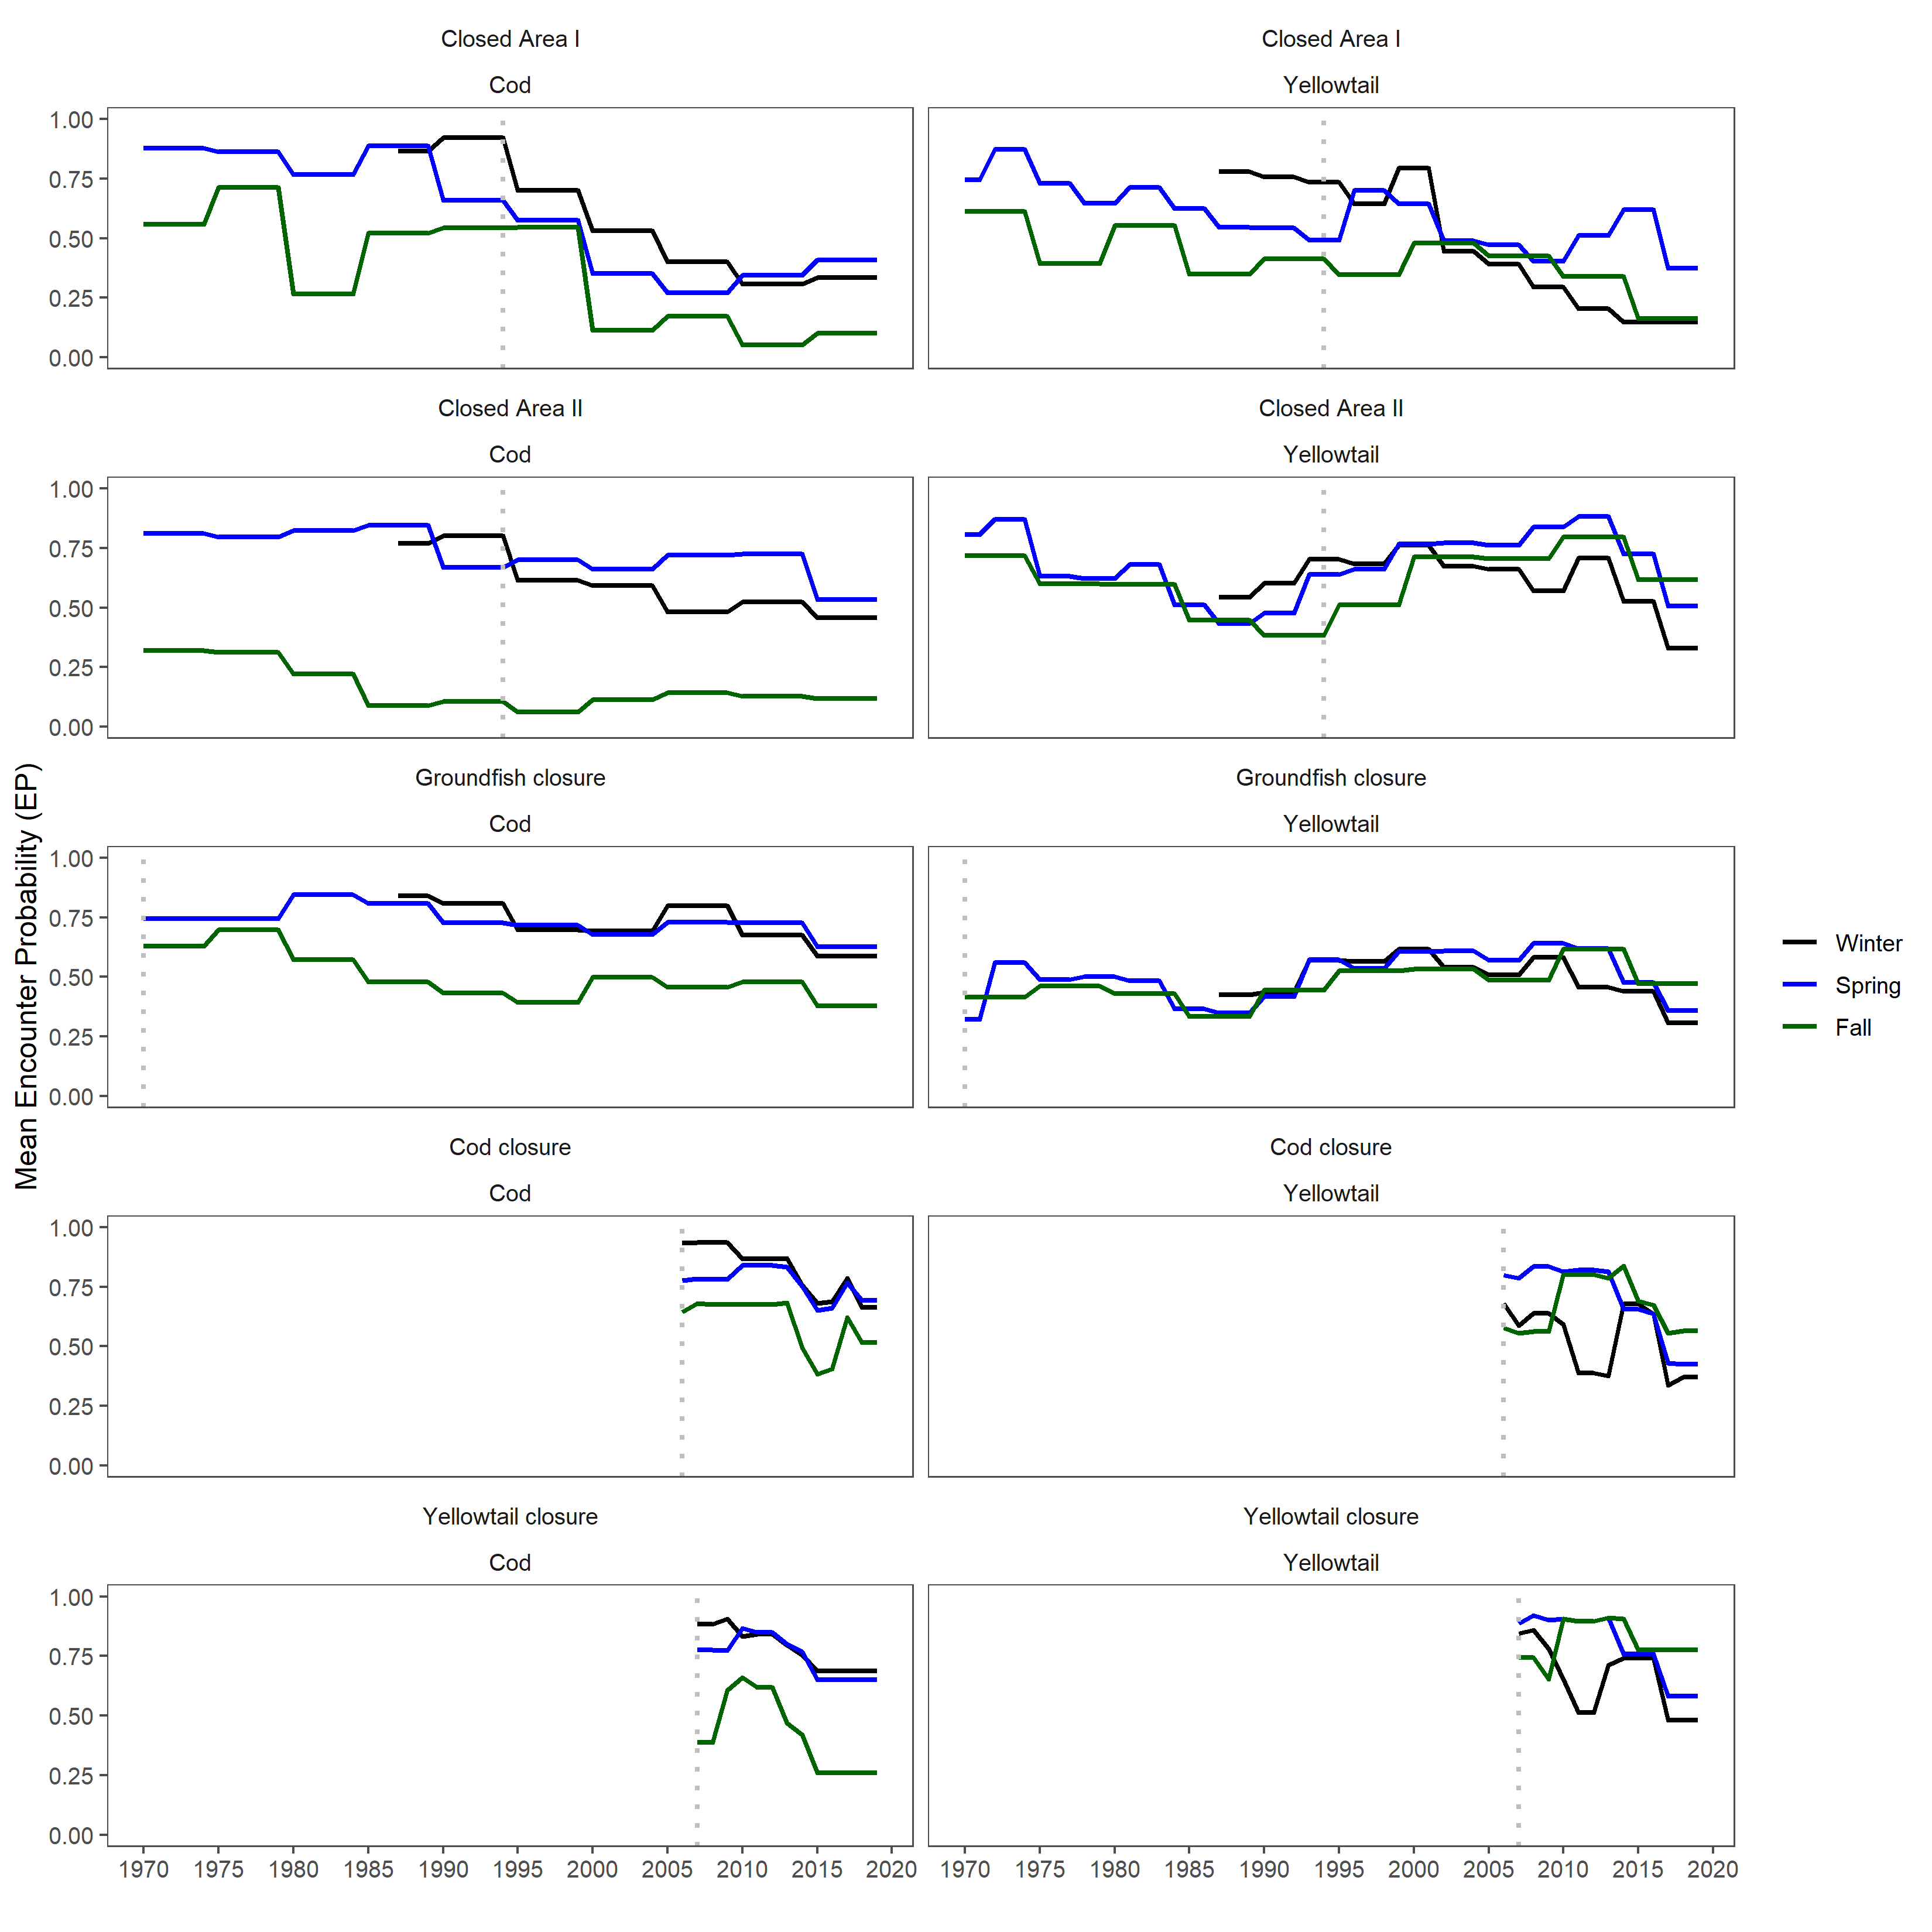 Closed Area I
Closed Area I
Cod
Yellowtail
1.00
0.75
0.50
0.25
0.00
Closed Area II
Closed Area II
Cod
Yellowtail
1.00
0.75
0.50
0.25
0.00
Groundfish closure
Groundfish closure
Cod
Yellowtail
1.00
0.75
0.50
0.25
0.00
Mean Encounter Probability (EP)
Winter
Spring
Fall
Cod closure
Cod closure
Cod
Yellowtail
1.00
0.75
0.50
0.25
0.00
Yellowtail closure
Yellowtail closure
Cod
Yellowtail
1.00
0.75
0.50
0.25
0.00
1970 1975 1980 1985 1990 1995 2000 2005 2010 2015 2020
1970 1975 1980 1985 1990 1995 2000 2005 2010 2015 2020